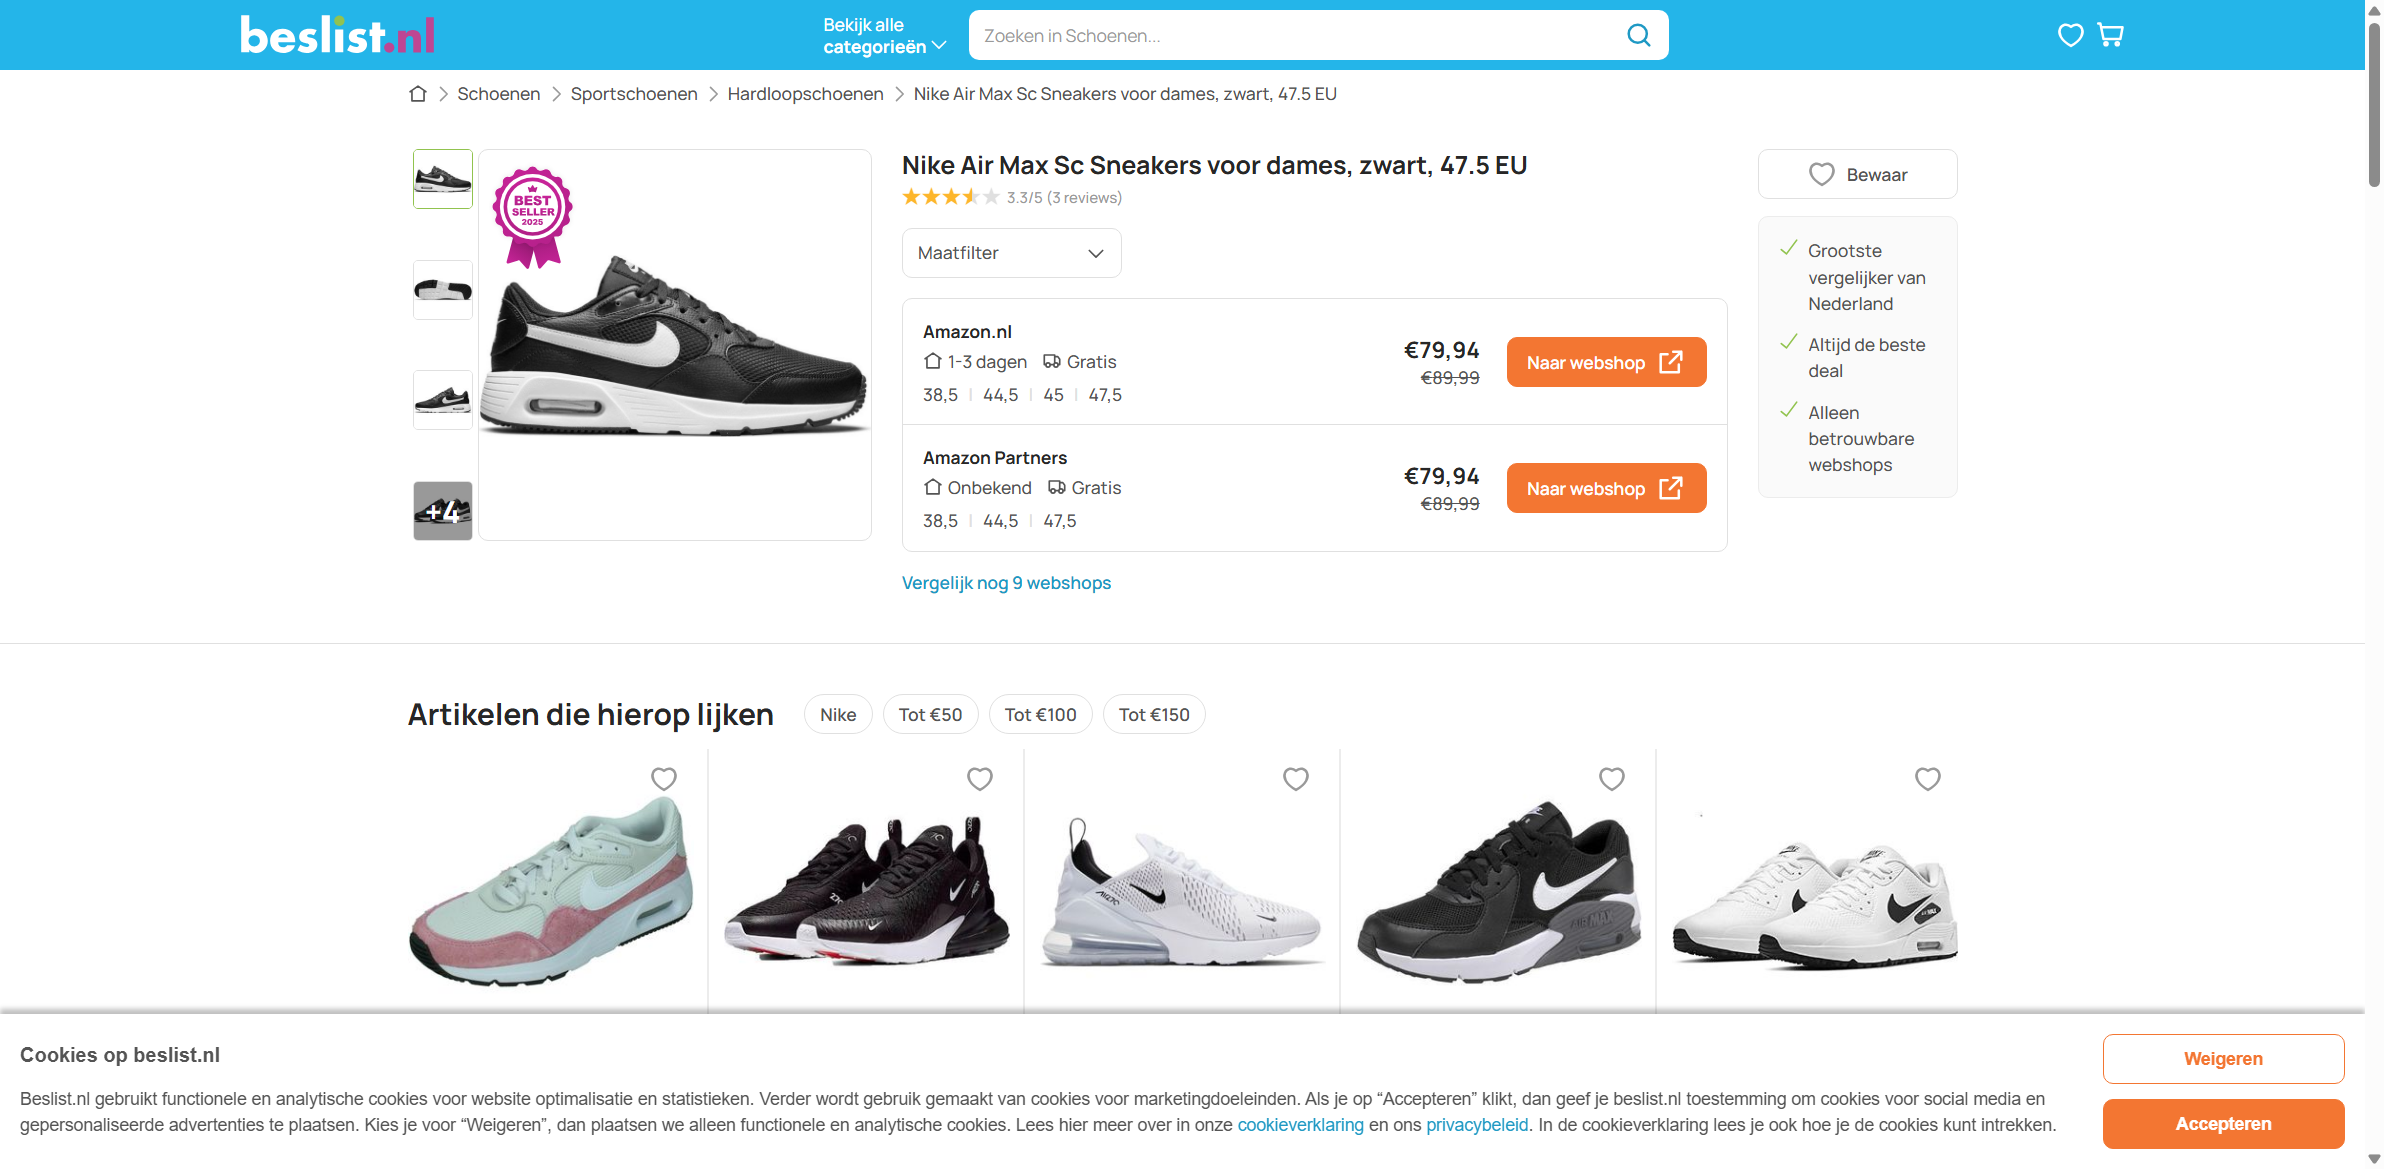 beslist.nl
Bekijk alle
categorieën
Zoeken in Schoenen...
Schoenen
Sportschoenen
Hardloopschoenen
Nike Air Max Sc Sneakers voor dames, zwart, 47.5 EU
BEST
SELLER
2025
+4
Nike Air Max Sc Sneakers voor dames, zwart, 47.5 EU
3.3/5 (3 reviews)
Maatfilter
Amazon.nl
1-3 dagen Gratis
38,5 | 44,5 | 45 | 47,5
€79,94
€89,99
Naar webshop
Amazon Partners
Onbekend Gratis
38,5 | 44,5 | 47,5
€79,94
€89,99
Naar webshop
Vergelijk nog 9 webshops
Bewaar
Grootste
vergelijker van
Nederland
Altijd de beste
deal
Alleen
betrouwbare
webshops
Artikelen die hierop lijken
Nike
Tot €50
Tot €100
Tot €150
AIR MAX
Cookies op beslist.nl
Beslist.nl gebruikt functionele en analytische cookies voor website optimalisatie en statistieken. Verder wordt gebruik gemaakt van cookies voor marketingdoeleinden. Als je op “Accepteren” klikt, dan geef je beslist.nl toestemming om cookies voor social media en
gepersonaliseerde advertenties te plaatsen. Kies je voor “Weigeren”, dan plaatsen we alleen functionele en analytische cookies. Lees hier meer over in onze cookieverklaring en ons privacybeleid. In de cookieverklaring lees je ook hoe je de cookies kunt intrekken.
Weigeren
Accepteren